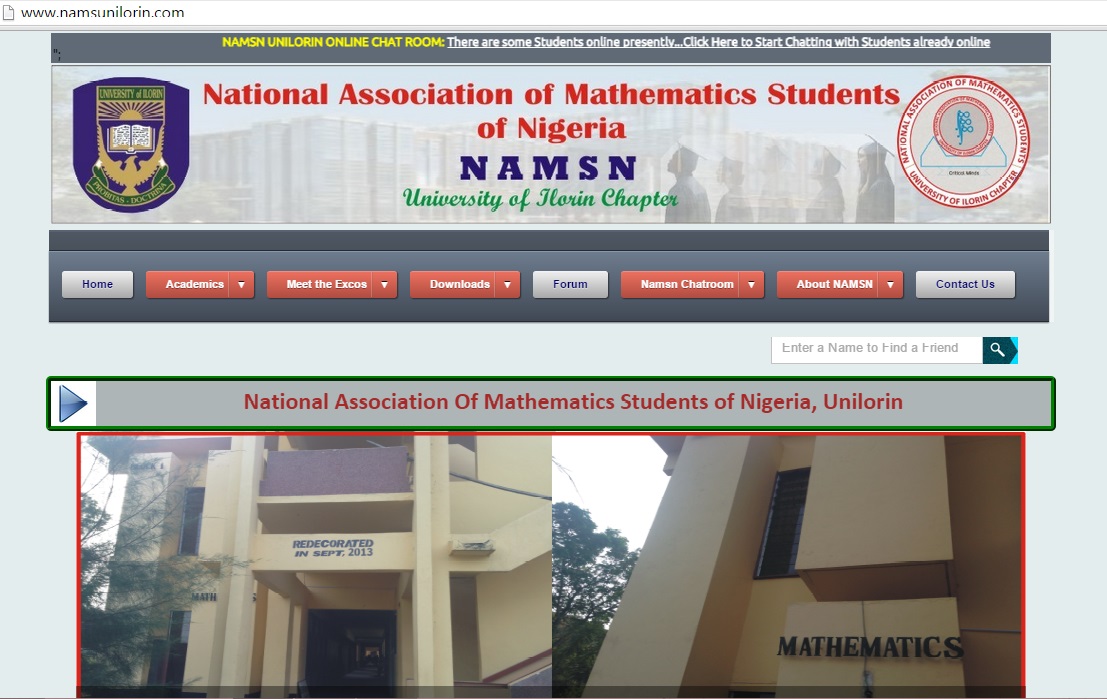 www.namsunilorin.com
NAMSN UNILORIN ONLINE CHAT ROOM: There are some Students online presently...Click Here to Start Chatting with Students already online
";
UNIVERSITY of ILORIN
PROBITAS - DOCTRINA
National Association of Mathematics Students
of Nigeria
NAMSN
University of Ilorin Chapter
NATIONAL ASSOCIATION OF MATHEMATICS STUDENTS
Critical Minds
UNIVERSITY OF ILORIN CHAPTER
Home Academics Meet the Excos Downloads Forum Namsn Chatroom About NAMSN Contact Us
Enter a Name to Find a Friend
National Association Of Mathematics Students of Nigeria, Unilorin
REDECORATED
IN SEPT. 2013
MATH S
MATHEMATICS